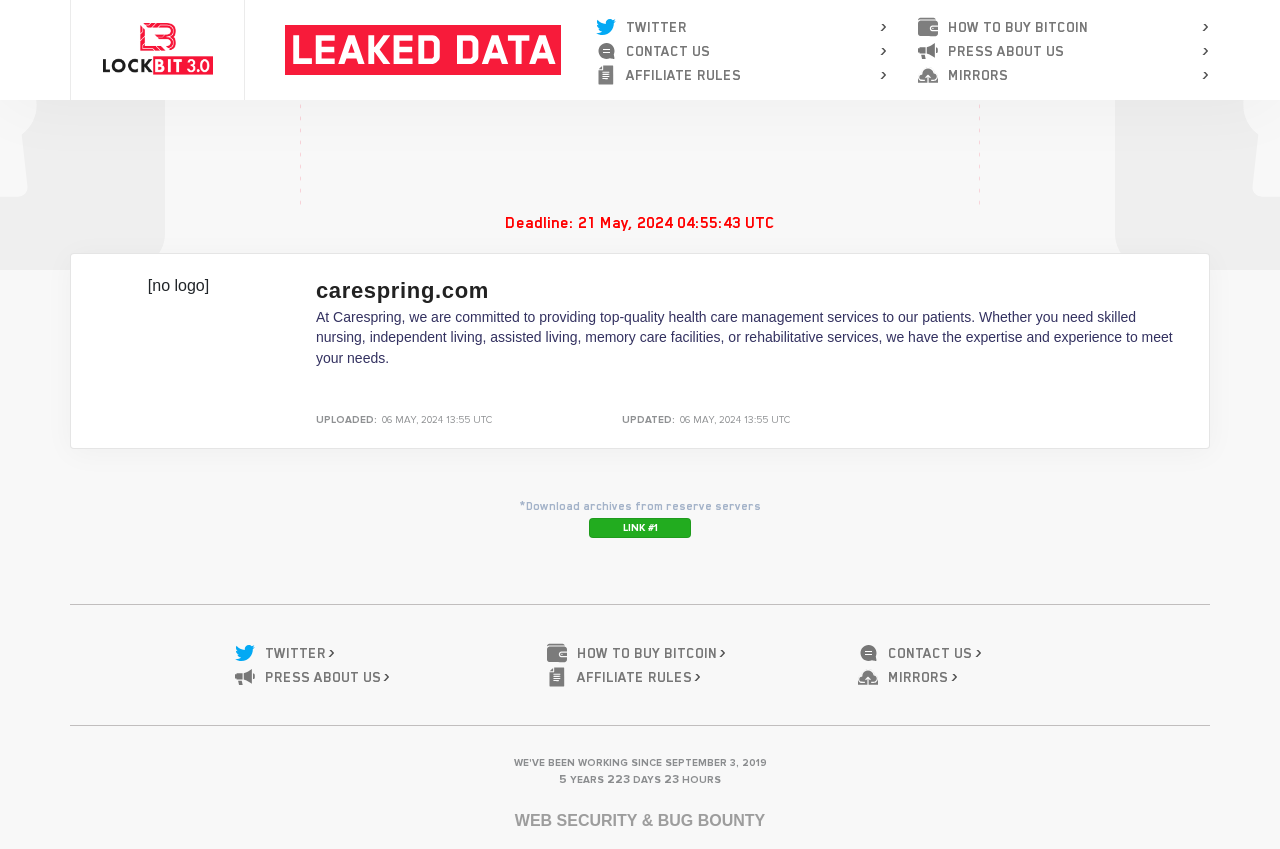 LOCKBIT 3.0
LEAKED DATA
TWITTER
CONTACT US
AFFILIATE RULES
HOW TO BUY BITCOIN
PRESS ABOUT US
MIRRORS
Deadline: 21 May, 2024 04:55:43 UTC
[no logo]
carespring.com
At Carespring, we are committed to providing top-quality health care management services to our patients. Whether you need skilled
nursing, independent living, assisted living, memory care facilities, or rehabilitative services, we have the expertise and experience to meet
your needs.
UPLOADED: 06 MAY, 2024 13:55 UTC
UPDATED: 06 MAY, 2024 13:55 UTC
*Download archives from reserve servers
LINK #1
TWITTER
HOW TO BUY BITCOIN
CONTACT US
PRESS ABOUT US
AFFILIATE RULES
MIRRORS
WE'VE BEEN WORKING SINCE SEPTEMBER 3, 2019
5 YEARS 223 DAYS 23 HOURS
WEB SECURITY & BUG BOUNTY